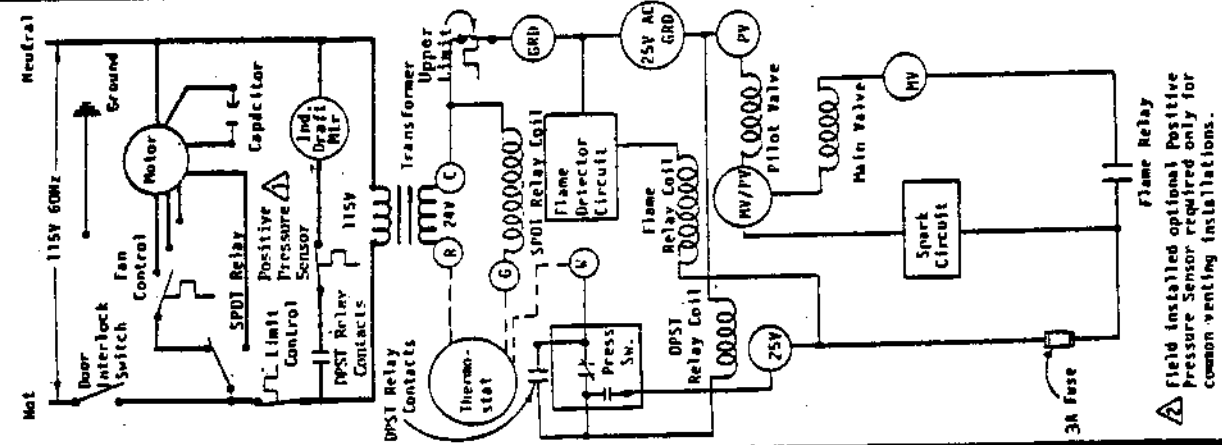 Hot
115V 60Hz
Neutral
Door
Interlock
Switch
Fan
Control
Ground
Motor
Capacitor
SPDT Relay
Limit
Control
Positive
Pressure
Sensor
DPST Relay
Contacts
Ind
Draft
Mtr
115V
Transformer
24V
R
C
Upper
Limit
G
SPDT Relay Coil
GRD
Thermo-
stat
W
DPST Relay
Contacts
Press
Sw.
Flame
Detector
Circuit
25V AC
GRD
PV
Flame
Relay Coil
DPST
Relay Coil
25V
Pilot Valve
MV/PV
Main Valve
MV
Spark
Circuit
3A Fuse
Flame Relay
2 Field installed optional Positive
Pressure Sensor required only for
common venting installations.